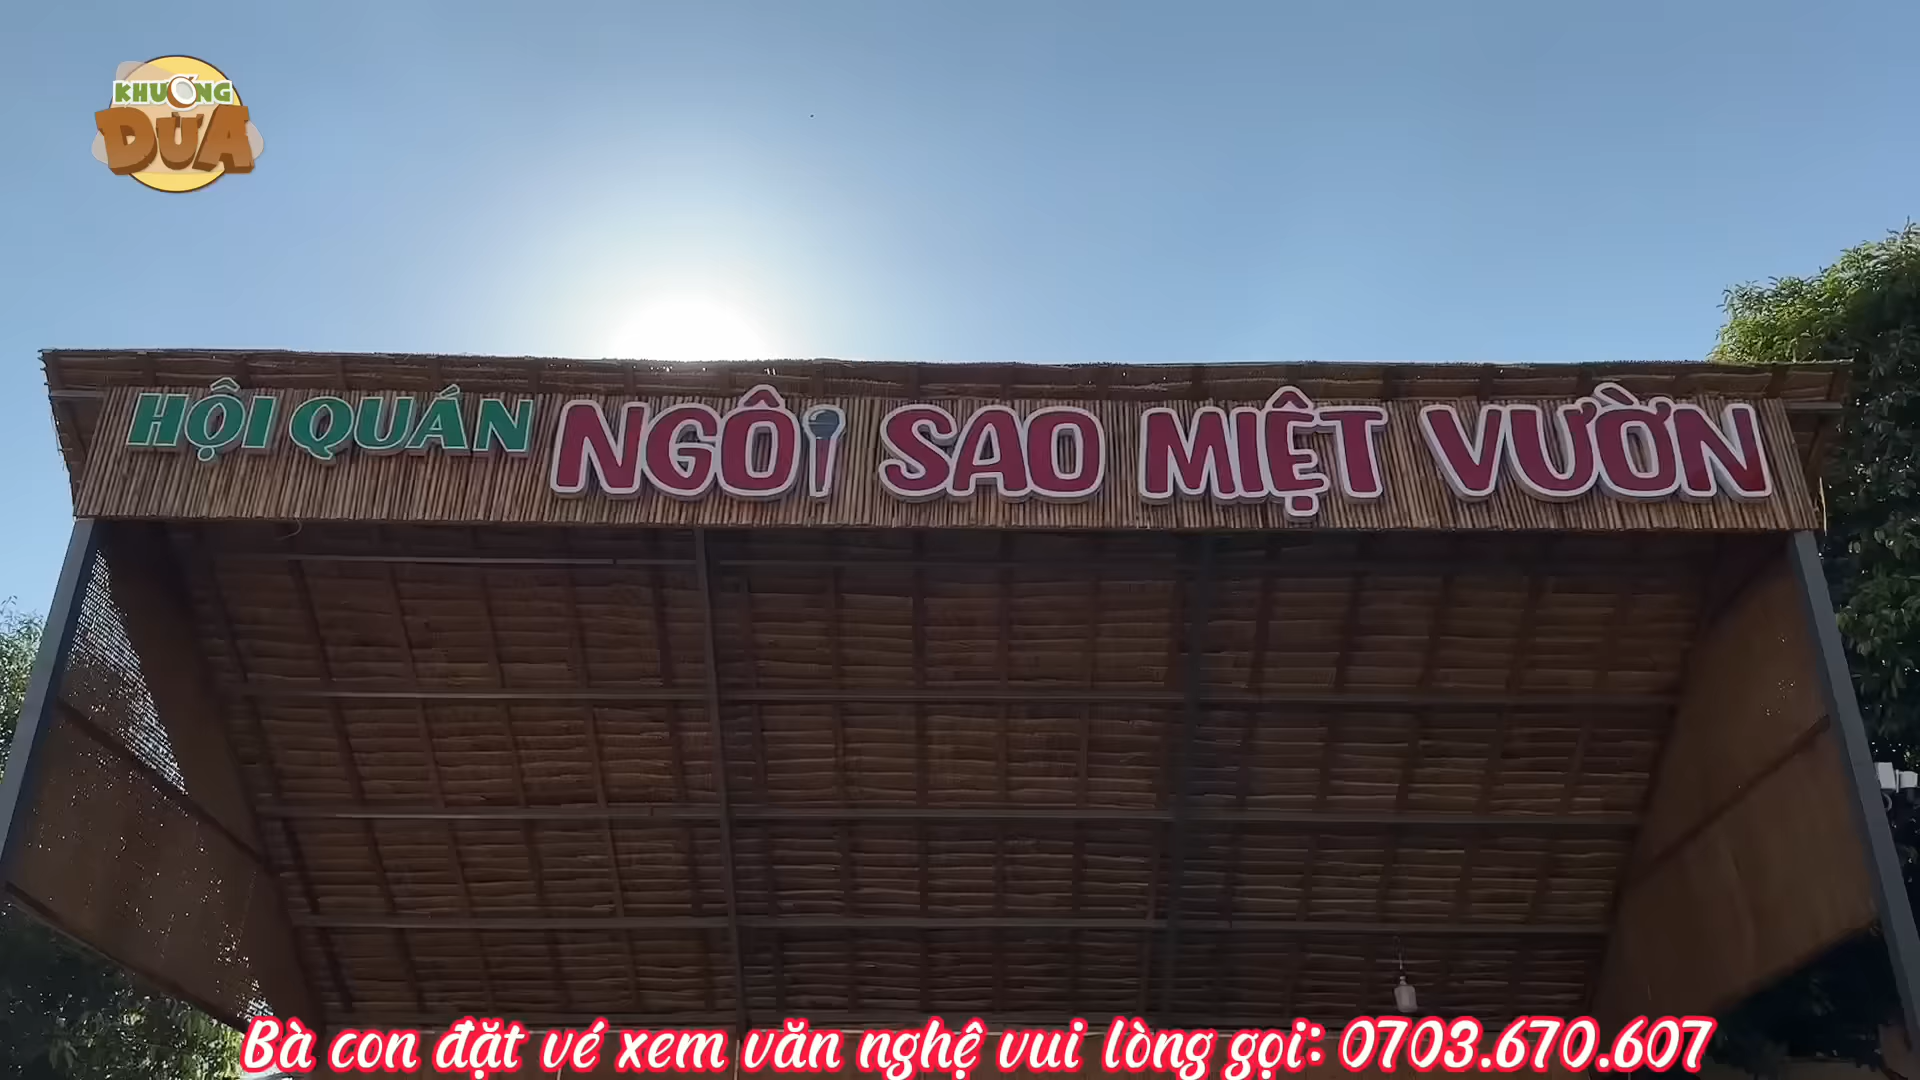 KHƯƠNG
DỪA
HỘI QUÁN NGÔI SAO MIỆT VƯỜN
Bà con đặt vé xem văn nghệ vui lòng gọi: 0703.670.607